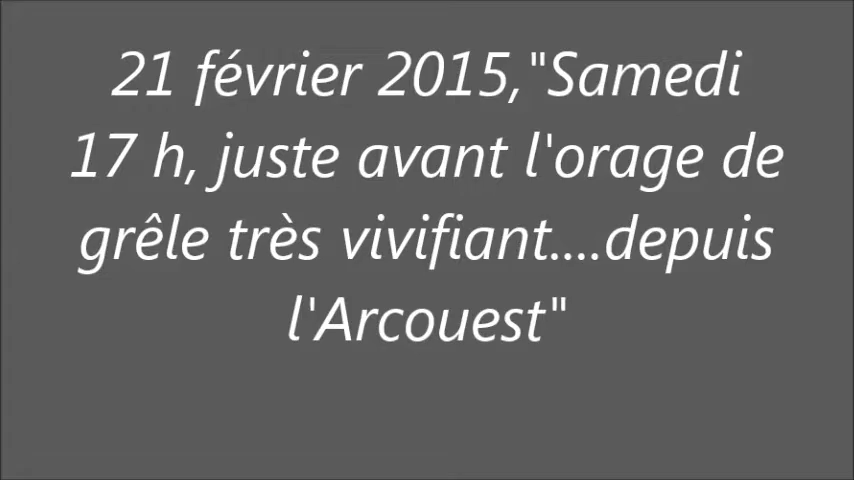 21 février 2015,"Samedi
17 h, juste avant l'orage de
grêle très vivifiant....depuis
l'Arcouest"